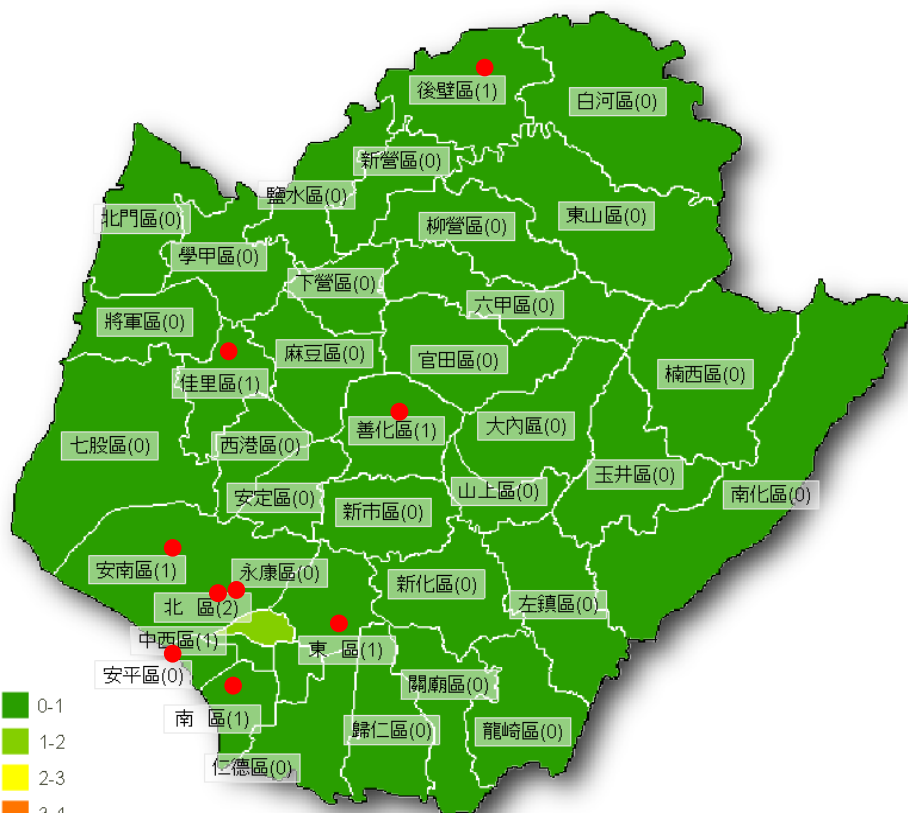 後壁區(1)
白河區(0)
新營區(0)
鹽水區(0)
東山區(0)
北門區(0)
柳營區(0)
學甲區(0)
下營區(0)
六甲區(0)
將軍區(0)
麻豆區(0)
官田區(0)
楠西區(0)
佳里區(1)
善化區(1)
大內區(0)
七股區(0)
西港區(0)
玉井區(0)
山上區(0)
南化區(0)
安定區(0)
新市區(0)
安南區(1)
永康區(0)
新化區(0)
北 區(2)
左鎮區(0)
中西區(1)
東 區(1)
安平區(0)
關廟區(0)
南 區(1)
歸仁區(0)
龍崎區(0)
仁德區(0)
0-1
1-2
2-3